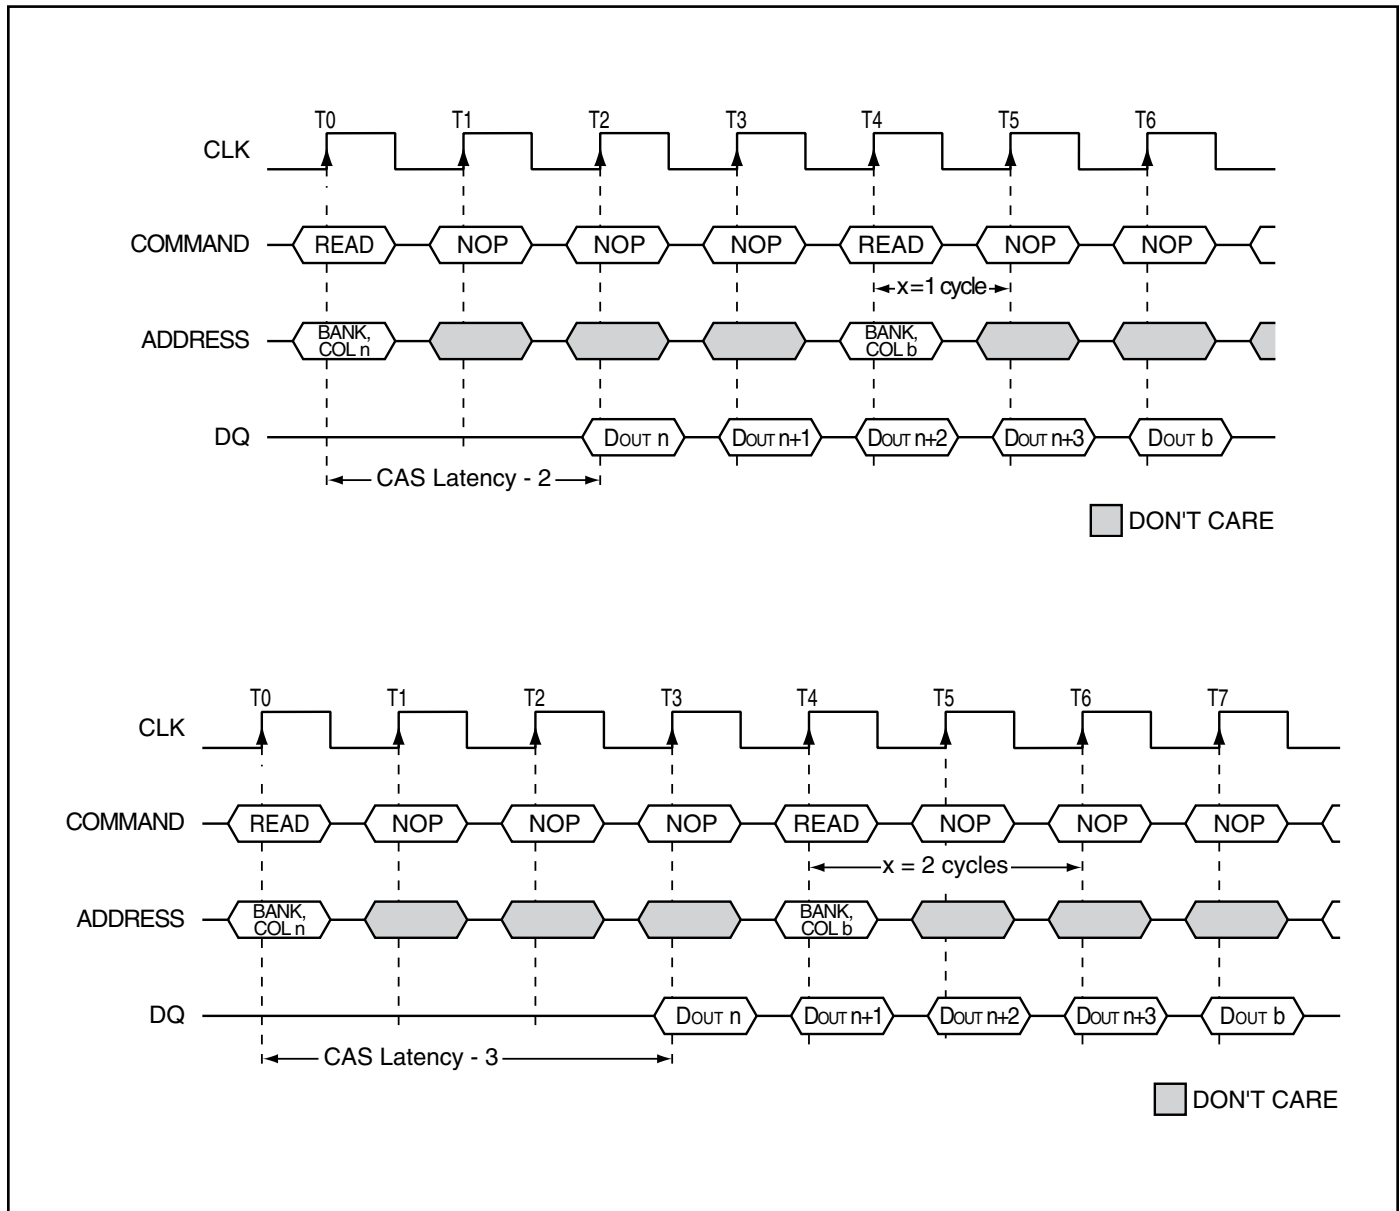 T0 T1 T2 T3 T4 T5 T6
CLK
COMMAND READ NOP NOP NOP READ NOP NOP
x=1 cycle
ADDRESS BANK, COL n BANK, COL b
DQ DOUT n DOUT n+1 DOUT n+2 DOUT n+3 DOUT b
CAS Latency - 2
DON'T CARE
T0 T1 T2 T3 T4 T5 T6 T7
CLK
COMMAND READ NOP NOP NOP READ NOP NOP NOP
x = 2 cycles
ADDRESS BANK, COL n BANK, COL b
DQ DOUT n DOUT n+1 DOUT n+2 DOUT n+3 DOUT b
CAS Latency - 3
DON'T CARE